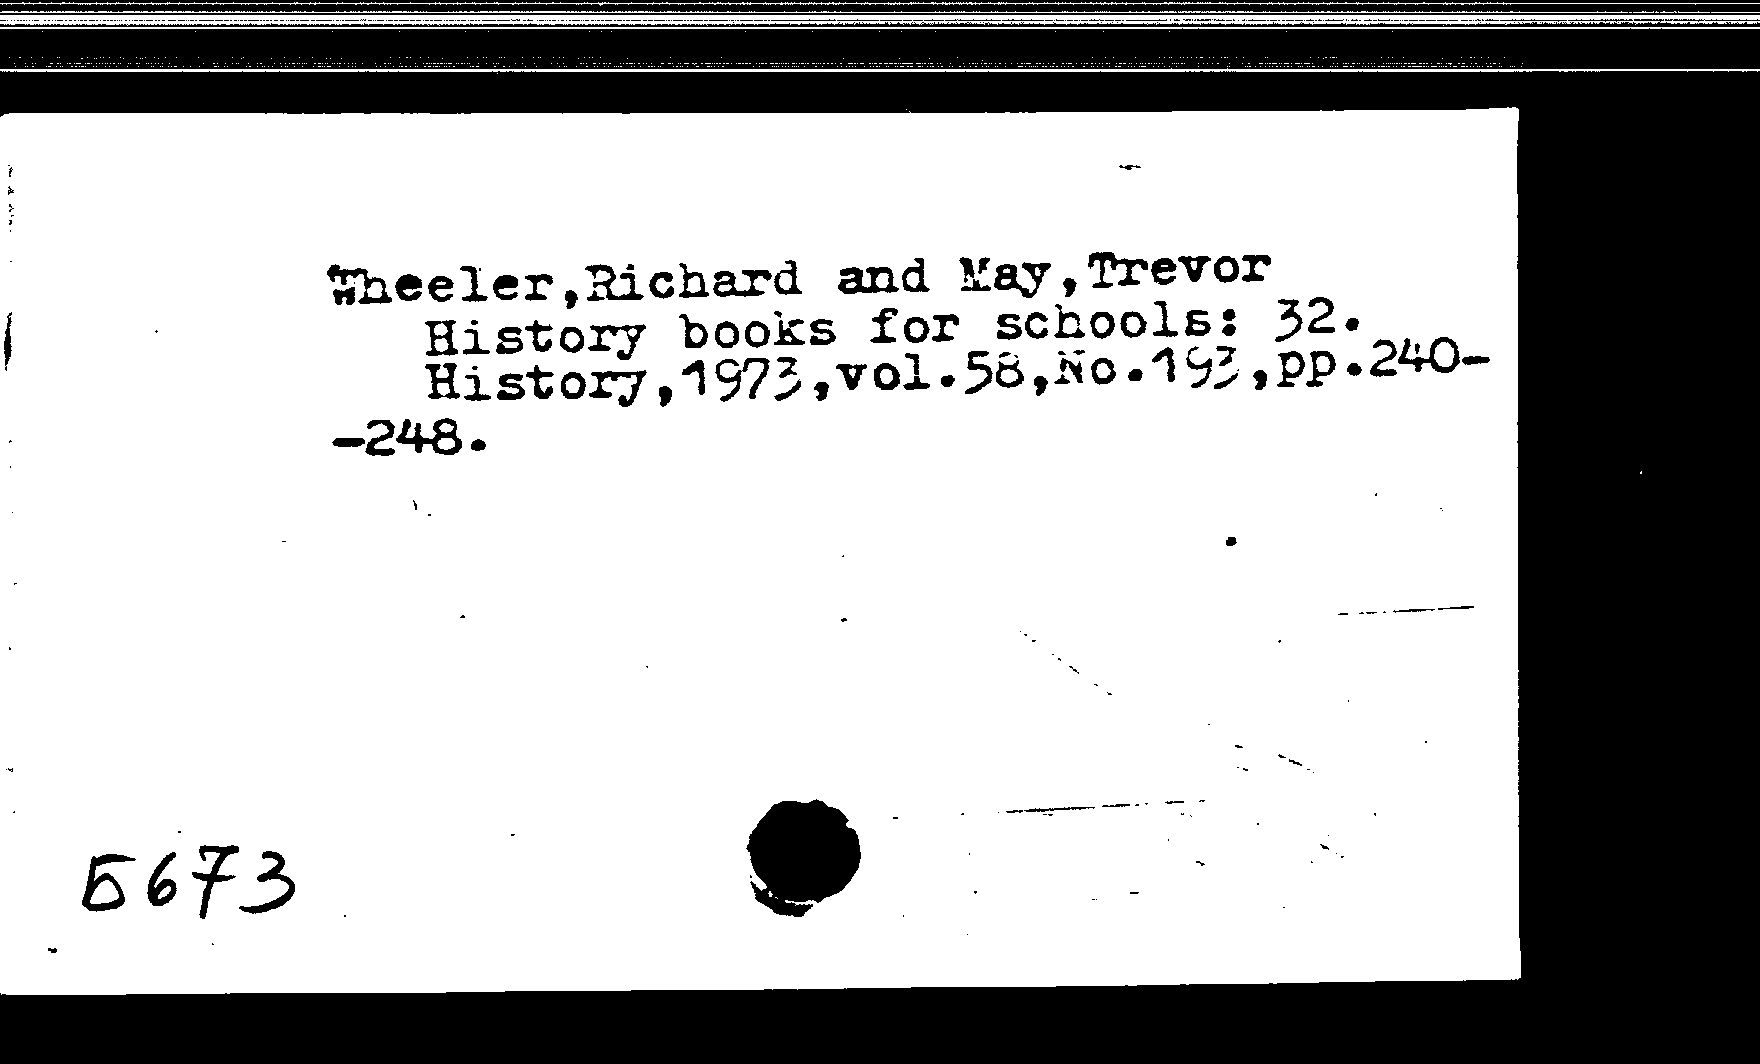 Wheeler,Richard and May,Trevor
History books for schools: 32.
History,1973,vol.58,No.193,pp.240-
-248.
Б673